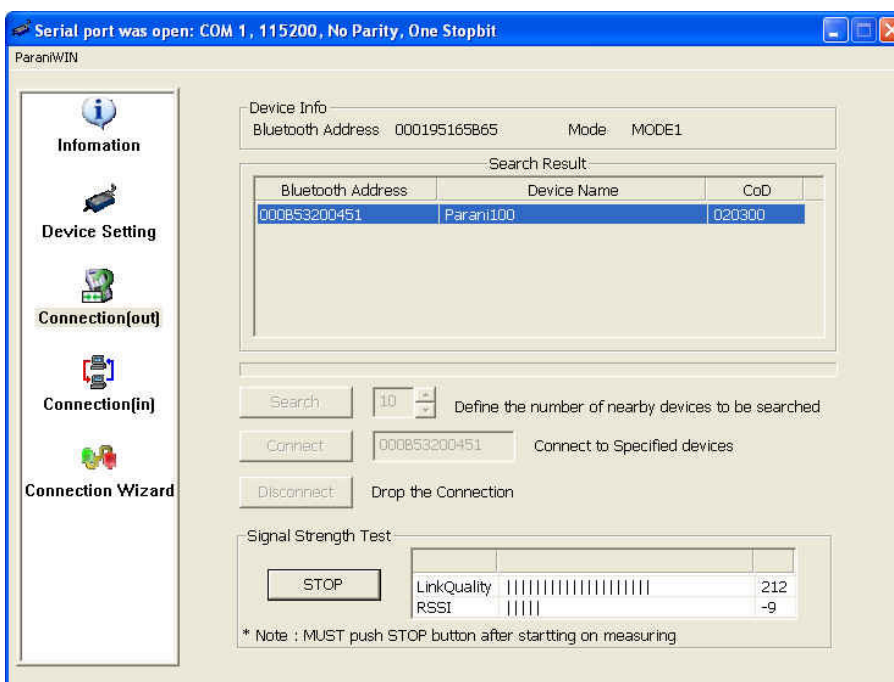 Serial port was open: COM 1, 115200, No Parity, One Stopbit
ParaniWIN
Infomation
Device Setting
Connection(out)
Connection(in)
Connection Wizard
Device Info
Bluetooth Address 000195165B65 Mode MODE1
Search Result
Bluetooth Address Device Name CoD
000B53200451 Parani100 020300
Search 10 Define the number of nearby devices to be searched
Connect 000B53200451 Connect to Specified devices
Disconnect Drop the Connection
Signal Strength Test
STOP
LinkQuality |||||||||||||||||||| 212
RSSI ||||| -9
* Note : MUST push STOP button after startting on measuring